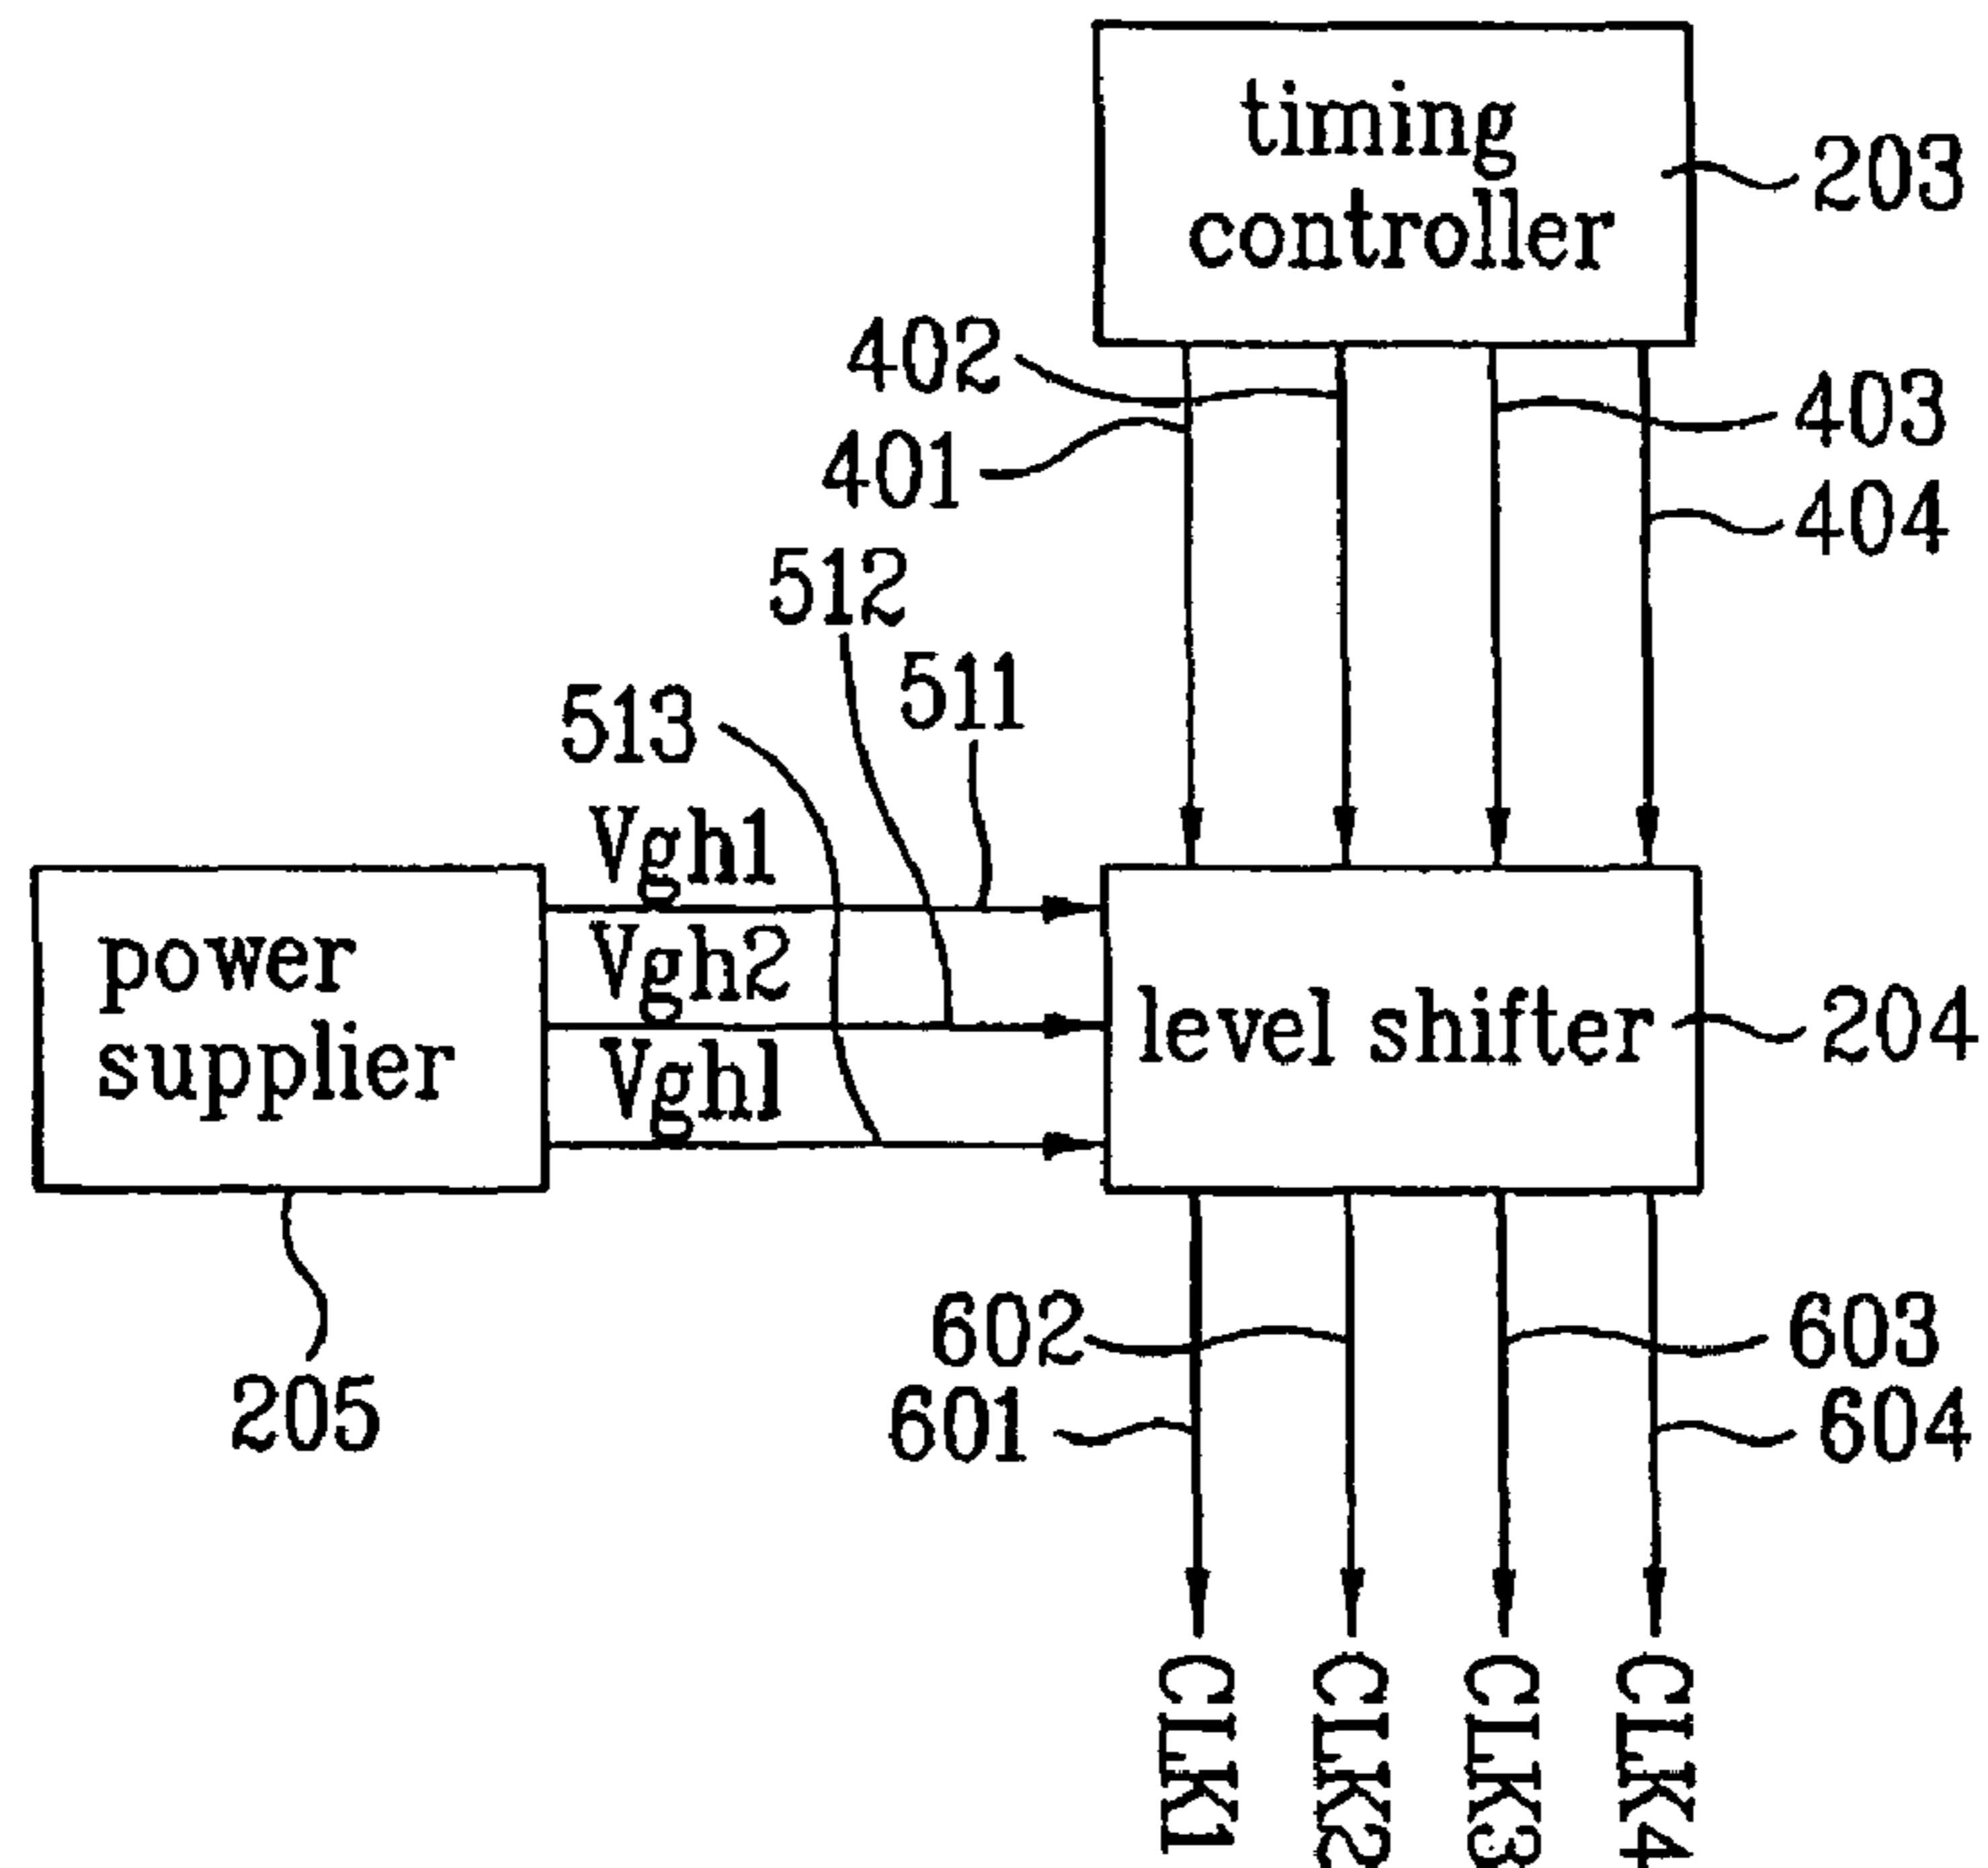 timing
controller
203
402
401
403
404
512
511
513
Vgh1
Vgh2
Vghl
power
supplier
level shifter
204
205
602
601
603
604
CLK1
CLK2
CLK3
CLK4